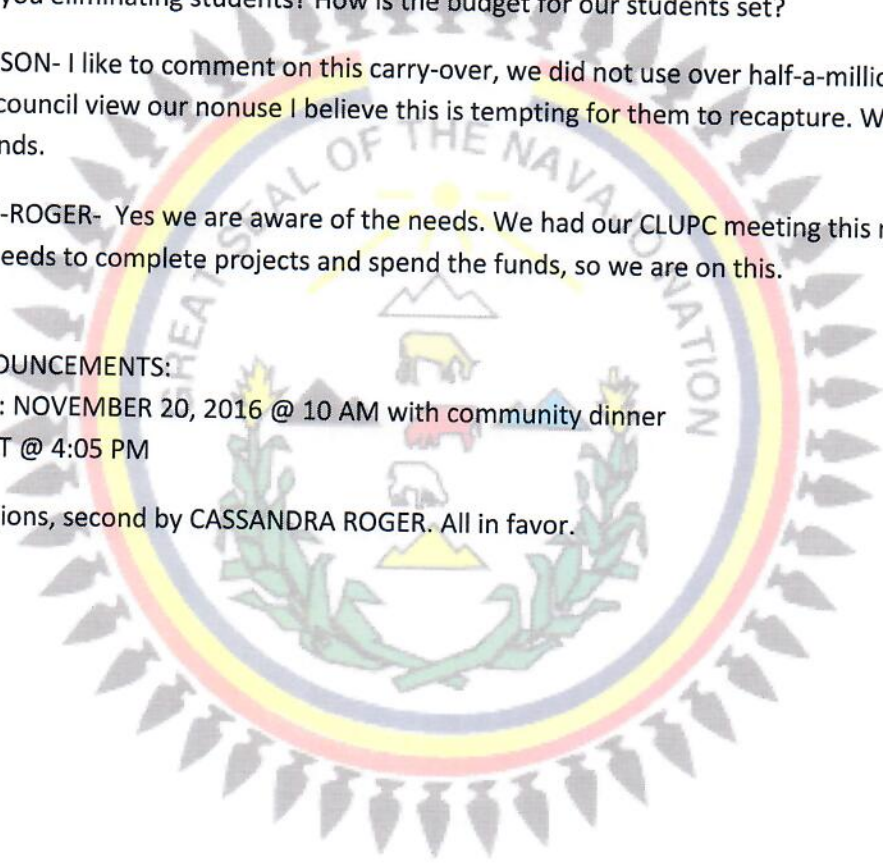 you eliminating students? How is the budget for our students set?
SON- I like to comment on this carry-over, we did not use over half-a-millio
council view our nonuse I believe this is tempting for them to recapture. W
nds.
-ROGER- Yes we are aware of the needs. We had our CLUPC meeting this
eeds to complete projects and spend the funds, so we are on this.
OUNCEMENTS:
: NOVEMBER 20, 2016 @ 10 AM with community dinner
T @ 4:05 PM
ions, second by CASSANDRA ROGER. All in favor.
GREAT SEAL OF THE NAVAJO NATION